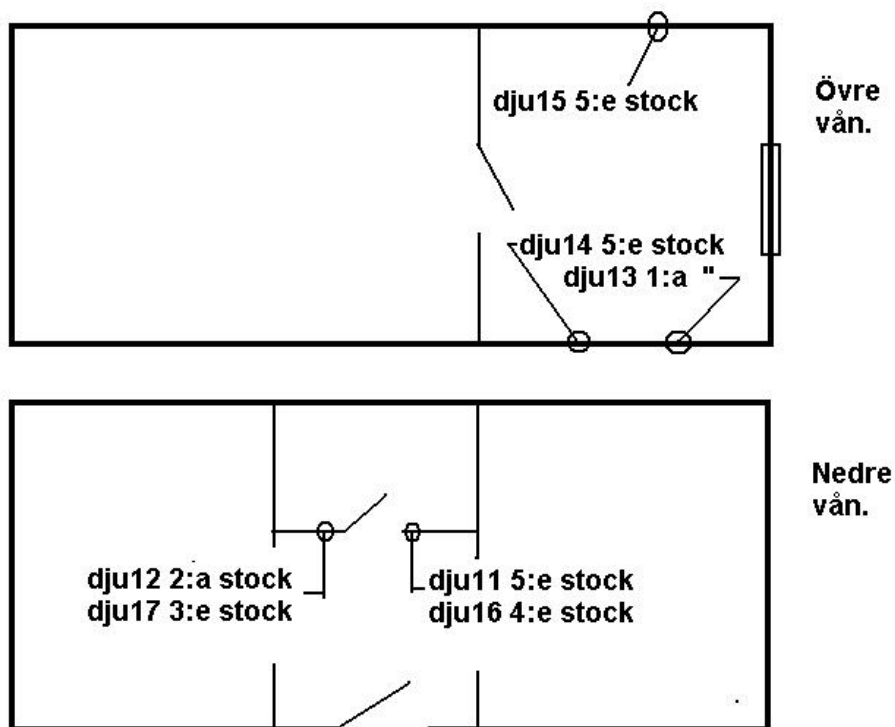 dju15 5:e stock
Övre
vån.
dju14 5:e stock
dju13 1:a "
Nedre
vån.
dju12 2:a stock
dju17 3:e stock
dju11 5:e stock
dju16 4:e stock